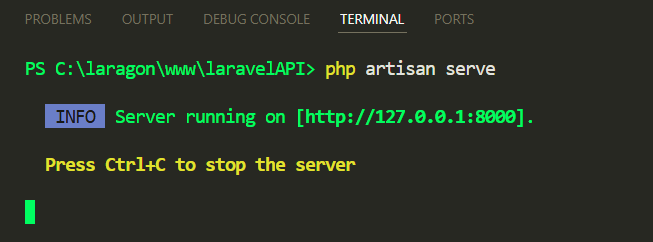 PROBLEMS OUTPUT DEBUG CONSOLE TERMINAL PORTS
PS C:\laragon\www\laravelAPI> php artisan serve
INFO Server running on [http://127.0.0.1:8000].
Press Ctrl+C to stop the server